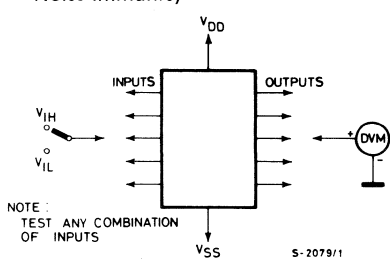 Noise Immunity
VDD
INPUTS
OUTPUTS
VIH
VIL
+
DVM
-
NOTE :
TEST ANY COMBINATION
OF INPUTS
VSS
S-2079/1